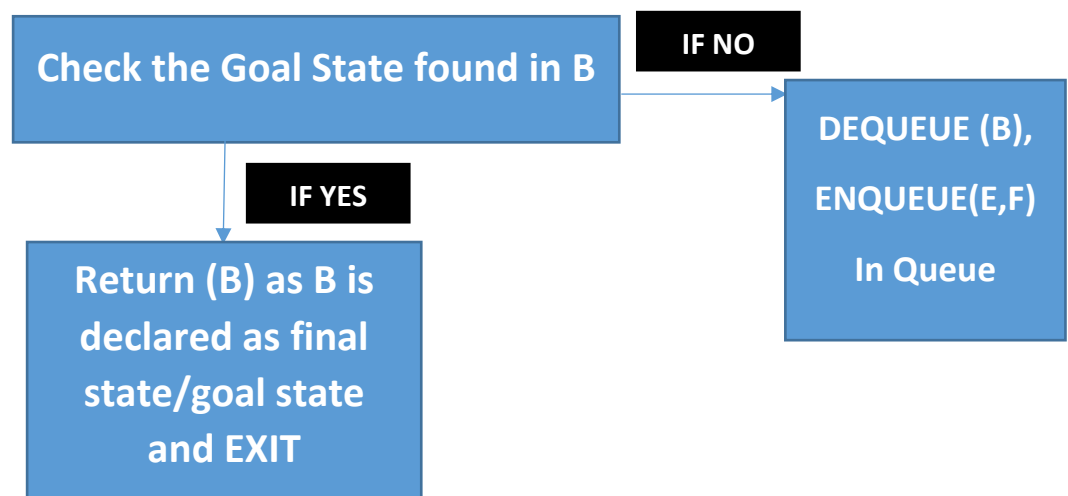 Check the Goal State found in B
IF NO
DEQUEUE (B),
ENQUEUE(E,F)
In Queue
IF YES
Return (B) as B is
declared as final
state/goal state
and EXIT